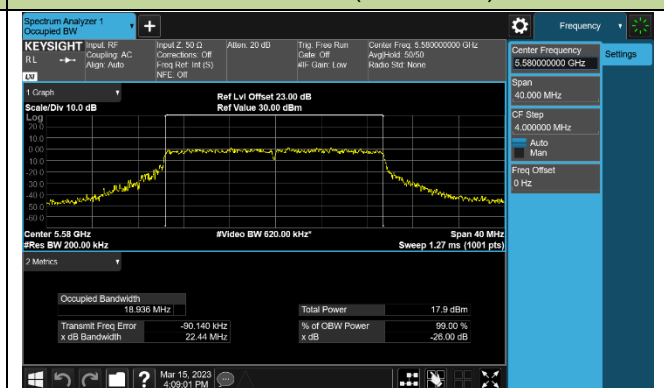 Spectrum Analyzer 1
Occupied BW
Frequency
KEYSIGHT
Input: RF
Coupling: AC
Align: Auto
Input Z: 50 Ω
Corrections: Off
Freq Ref: Int (S)
NFE: Off
Atten: 20 dB
Trig: Free Run
Gate: Off
#IF Gain: Low
Center Freq: 5.580000000 GHz
Avg|Hold: 50/50
Radio Std: None
RL
LXI
Center Frequency
5.580000000 GHz
Settings
Span
40.000 MHz
CF Step
4.000000 MHz
Auto
Man
Freq Offset
0 Hz
1 Graph
Scale/Div 10.0 dB
Ref Lvl Offset 23.00 dB
Ref Value 30.00 dBm
Log
20.0
10.0
0.00
-10.0
-20.0
-30.0
-40.0
-50.0
-60.0
Center 5.58 GHz
#Res BW 200.00 kHz
#Video BW 620.00 kHz*
Span 40 MHz
Sweep 1.27 ms (1001 pts)
2 Metrics
Occupied Bandwidth
18.936 MHz
Total Power 17.9 dBm
Transmit Freq Error -90.140 kHz
% of OBW Power 99.00 %
x dB Bandwidth 22.44 MHz
x dB -26.00 dB
Mar 15, 2023
4:09:01 PM